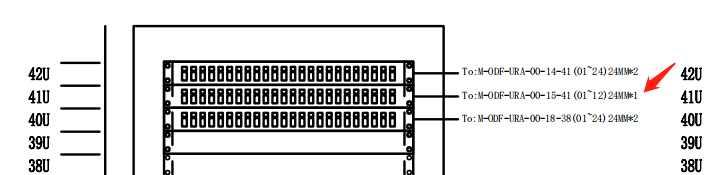 42U To:M-ODF-URA-00-14-41(01~24)24MM*2 42U
41U To:M-ODF-URA-00-15-41(01~12)24MM*1 41U
40U To:M-ODF-URA-00-18-38(01~24)24MM*2 40U
39U 39U
38U 38U